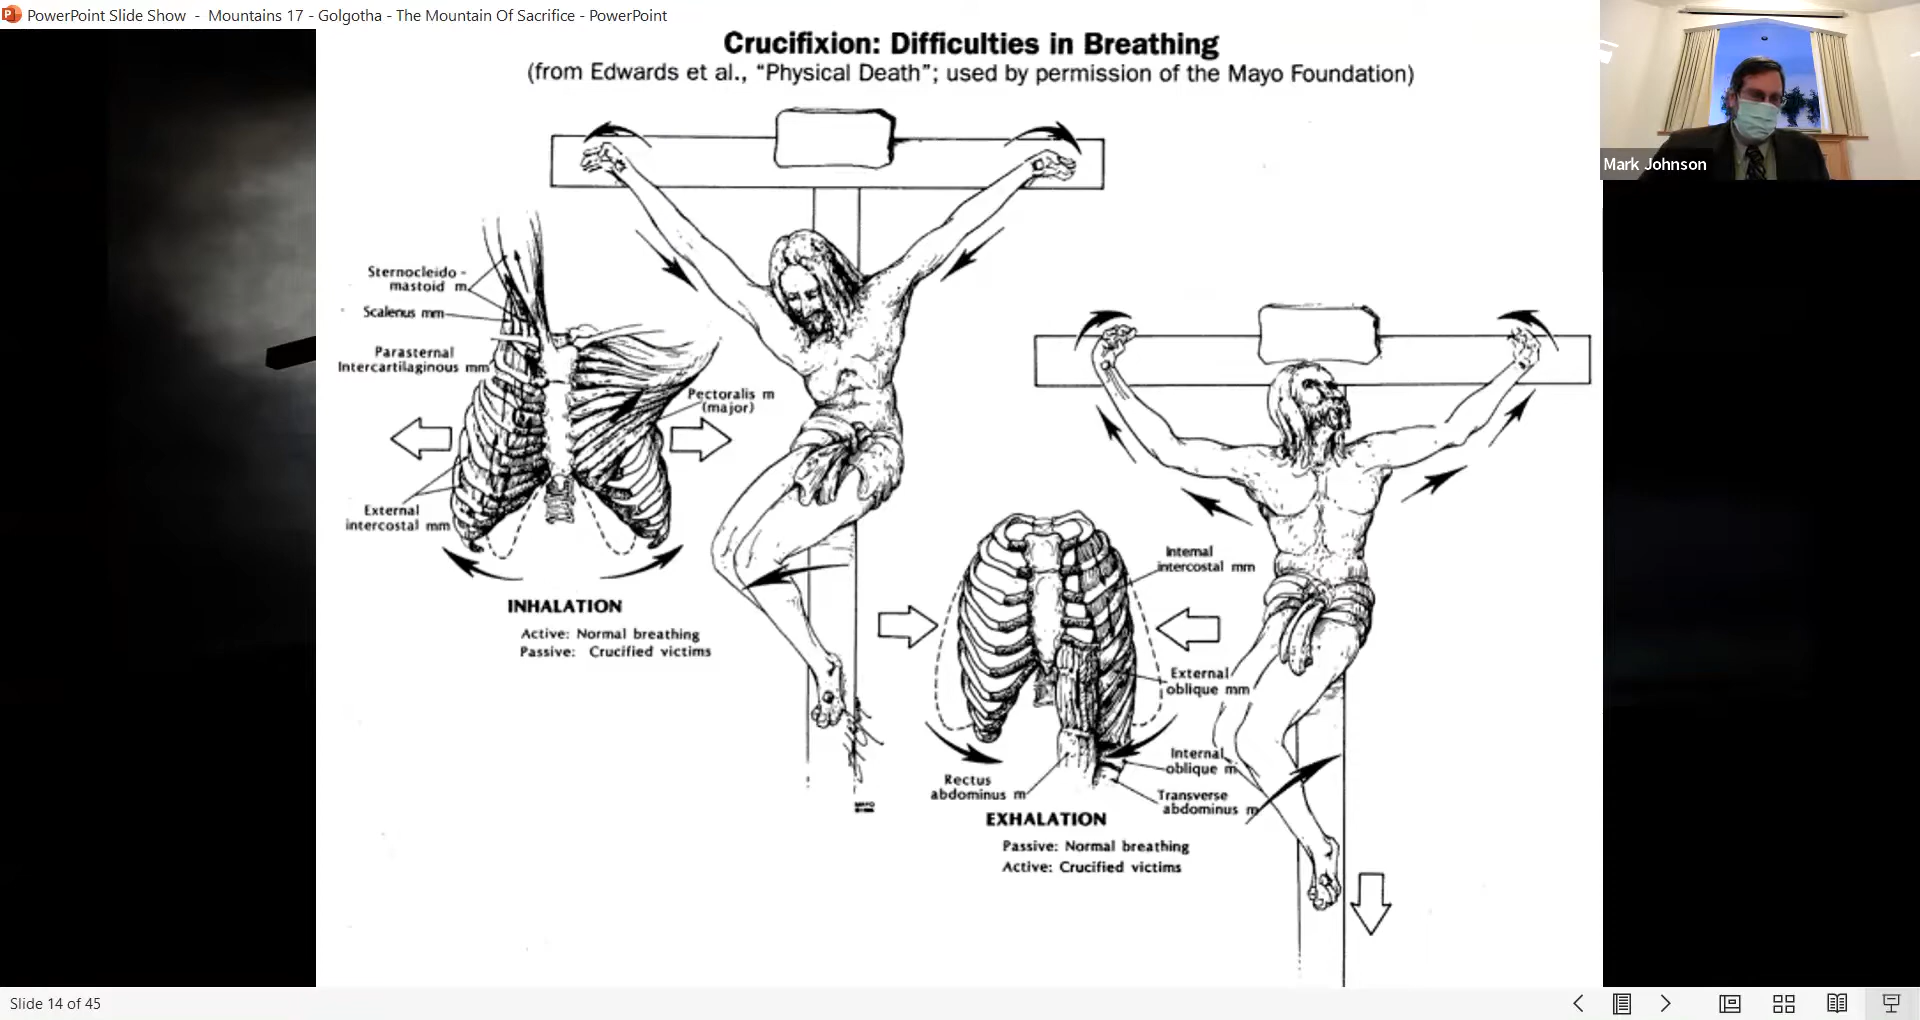 PowerPoint Slide Show - Mountains 17 - Golgotha - The Mountain Of Sacrifice - PowerPoint
Crucifixion: Difficulties in Breathing
(from Edwards et al., “Physical Death”; used by permission of the Mayo Foundation)
Mark Johnson
Sternocleido-
mastoid m
Scalenus mm
Parasternal
Intercartilaginous mm
Pectoralis m
(major)
External
intercostal mm
INHALATION
Active: Normal breathing
Passive: Crucified victims
Internal
intercostal mm
External
oblique mm
Internal
oblique m
Rectus
abdominus m
Transverse
abdominus m
EXHALATION
Passive: Normal breathing
Active: Crucified victims
Slide 14 of 45